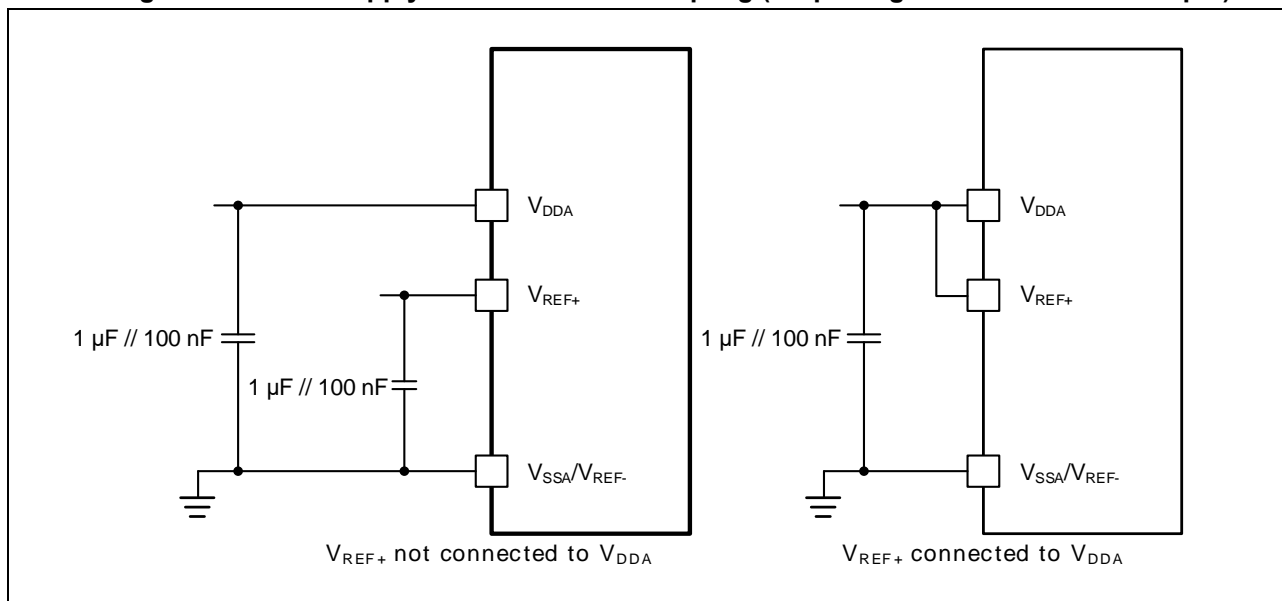 V_DDA
V_REF+
1 µF // 100 nF
1 µF // 100 nF
V_SSA/V_REF-
V_REF+ not connected to V_DDA
V_DDA
V_REF+
1 µF // 100 nF
V_SSA/V_REF-
V_REF+ connected to V_DDA